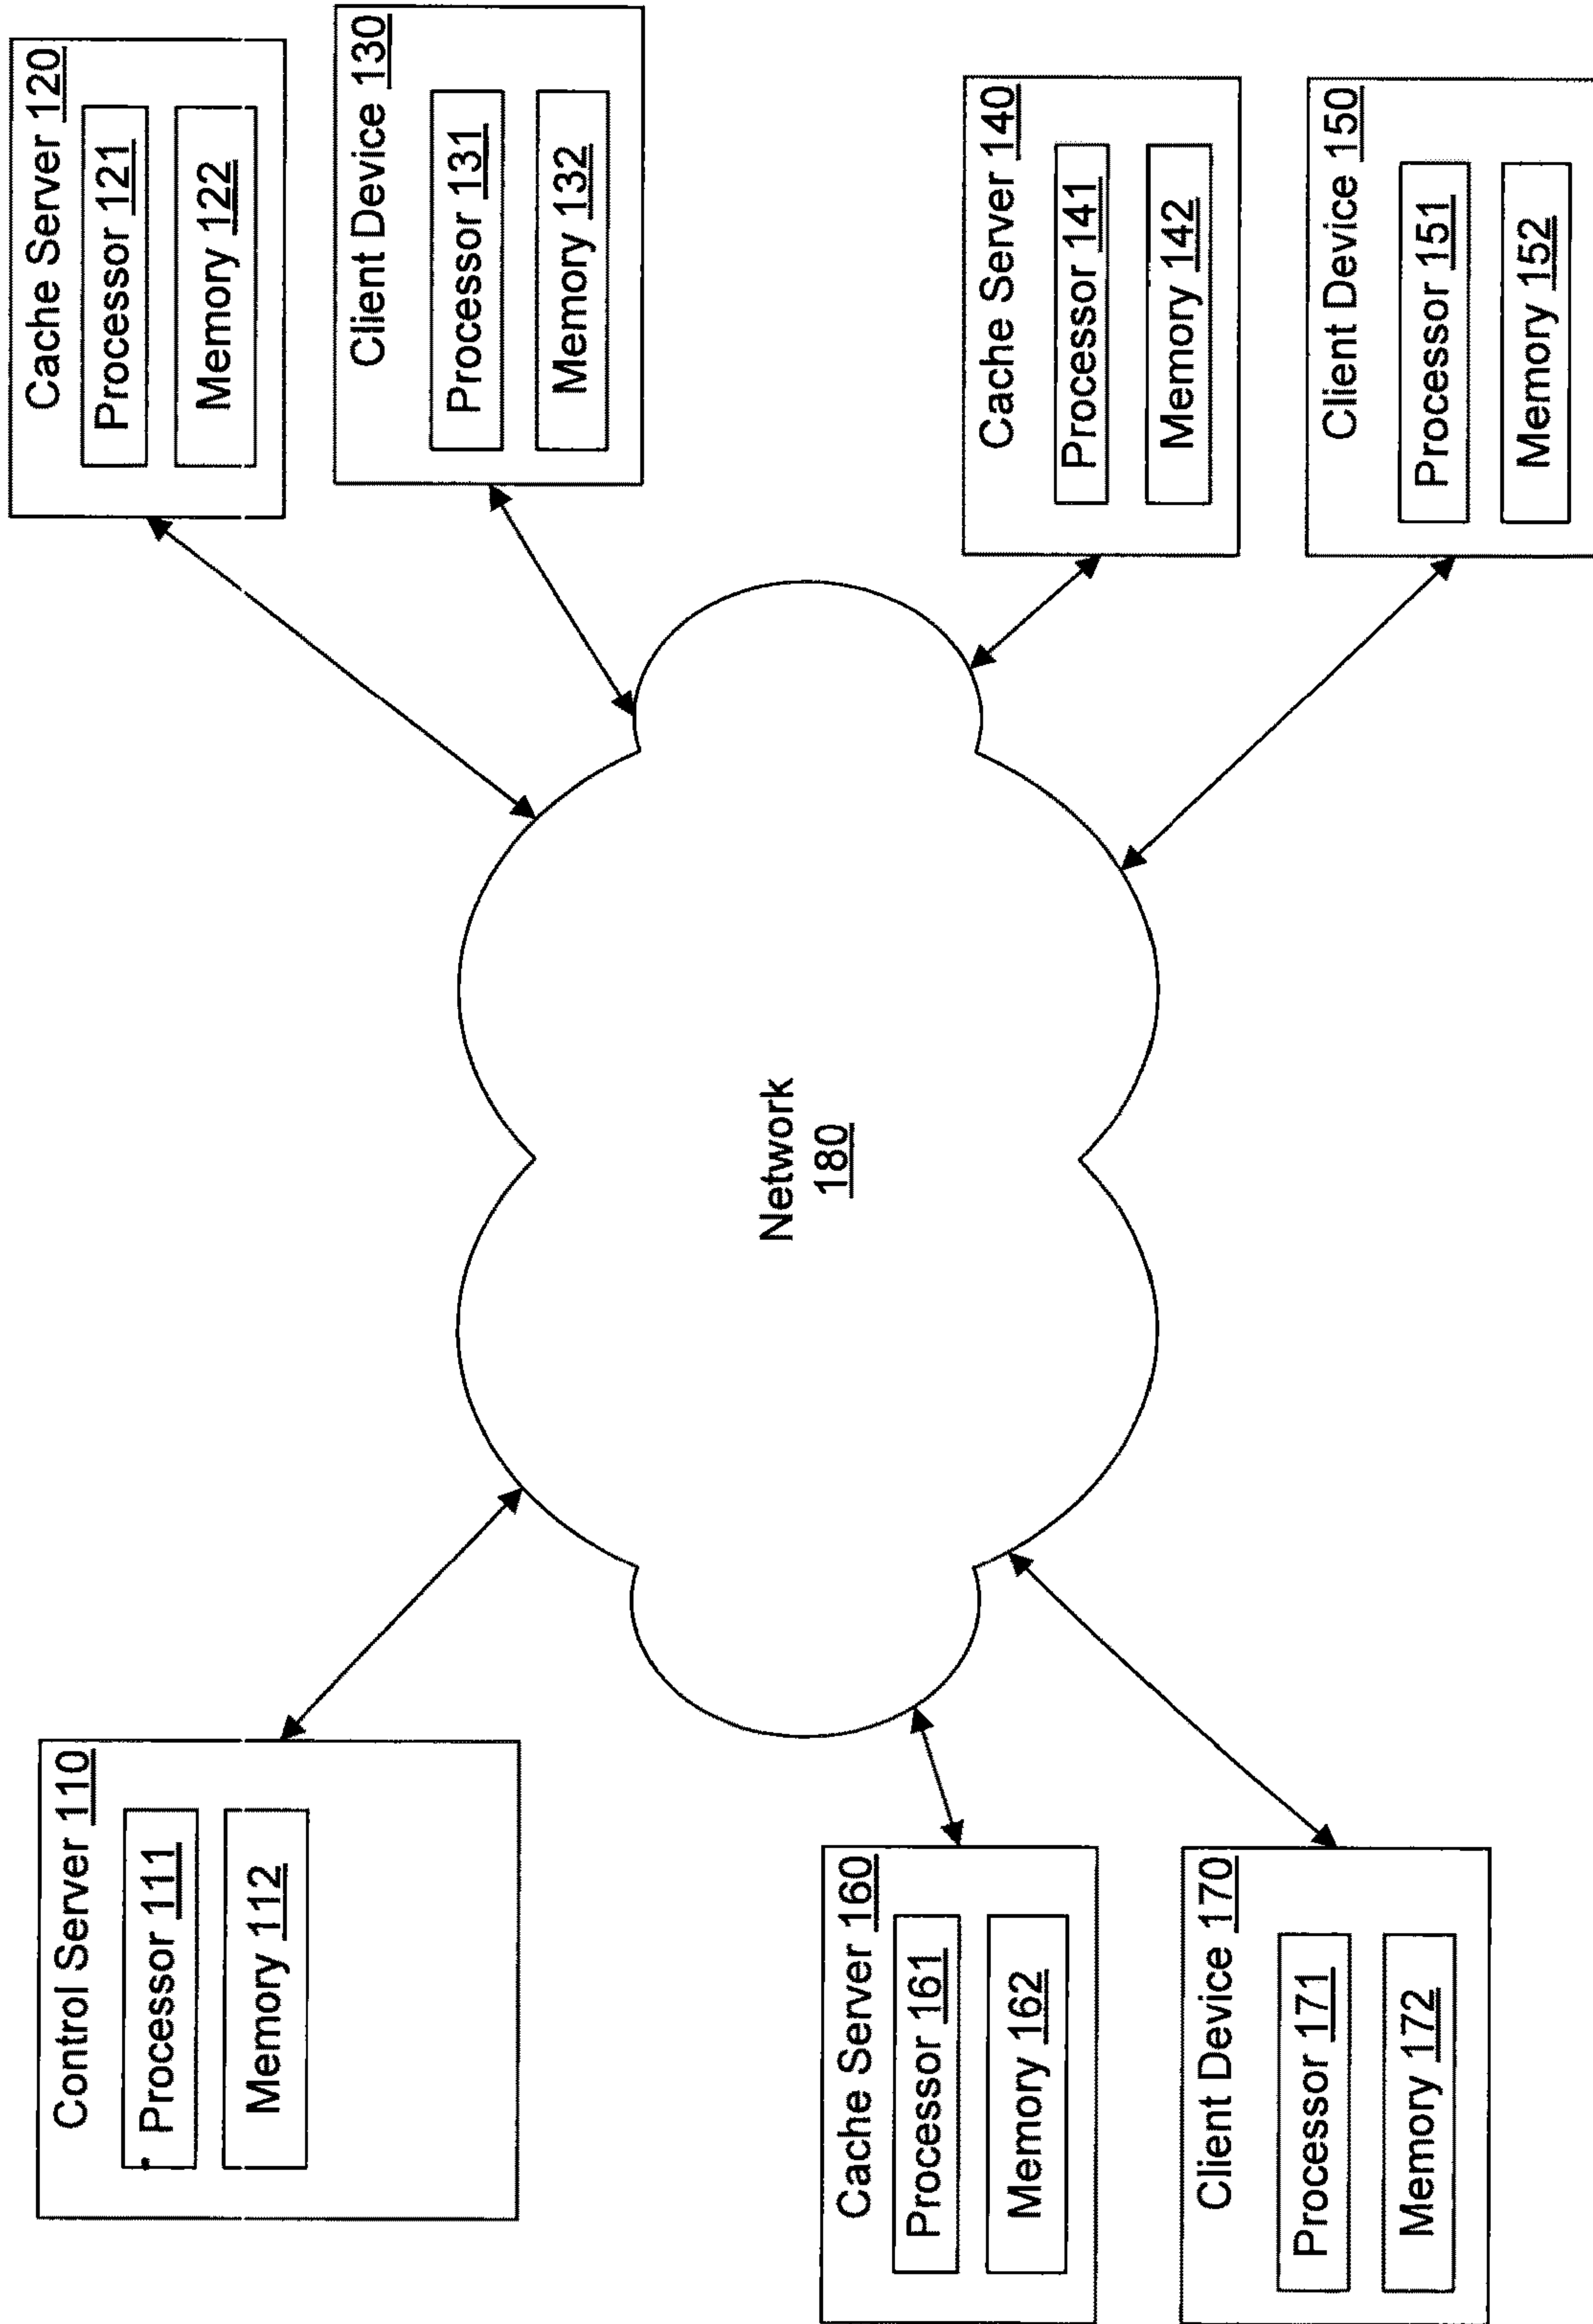 Control Server 110
Processor 111
Memory 112
Cache Server 120
Processor 121
Memory 122
Client Device 130
Processor 131
Memory 132
Network
180
Cache Server 160
Processor 161
Memory 162
Client Device 170
Processor 171
Memory 172
Cache Server 140
Processor 141
Memory 142
Client Device 150
Processor 151
Memory 152